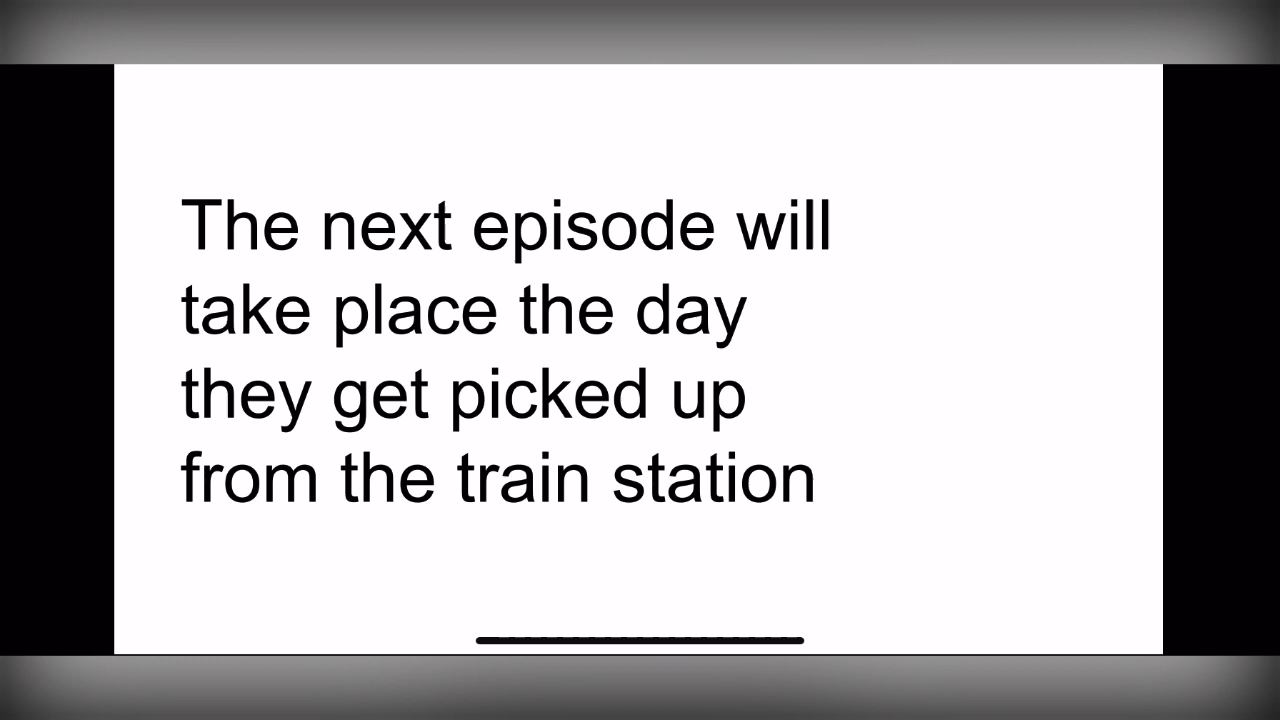 The next episode will
take place the day
they get picked up
from the train station